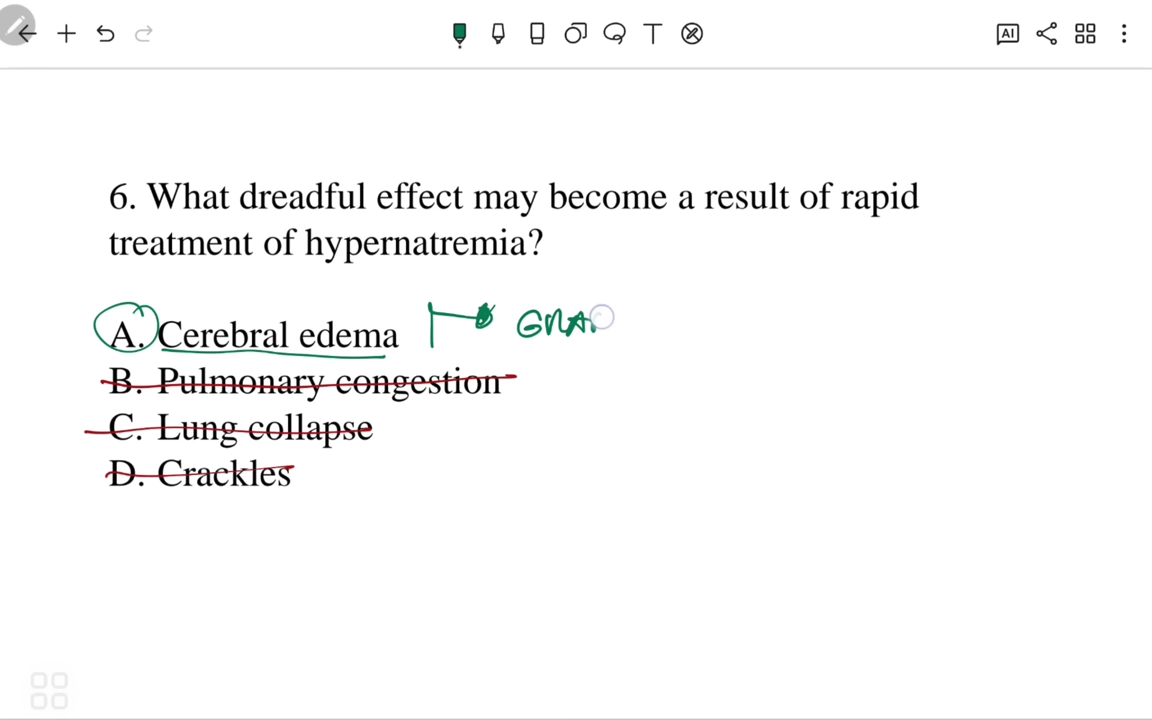 AI
6. What dreadful effect may become a result of rapid
treatment of hypernatremia?
A. Cerebral edema
B. Pulmonary congestion
C. Lung collapse
D. Crackles